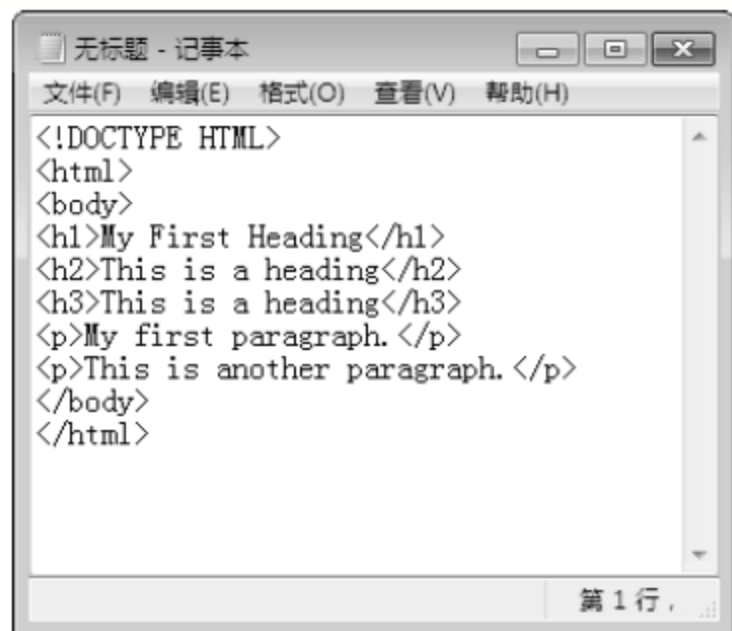 无标题 - 记事本
文件(F) 编辑(E) 格式(O) 查看(V) 帮助(H)
<!DOCTYPE HTML>
<html>
<body>
<h1>My First Heading</h1>
<h2>This is a heading</h2>
<h3>This is a heading</h3>
<p>My first paragraph.</p>
<p>This is another paragraph.</p>
</body>
</html>
第 1 行，